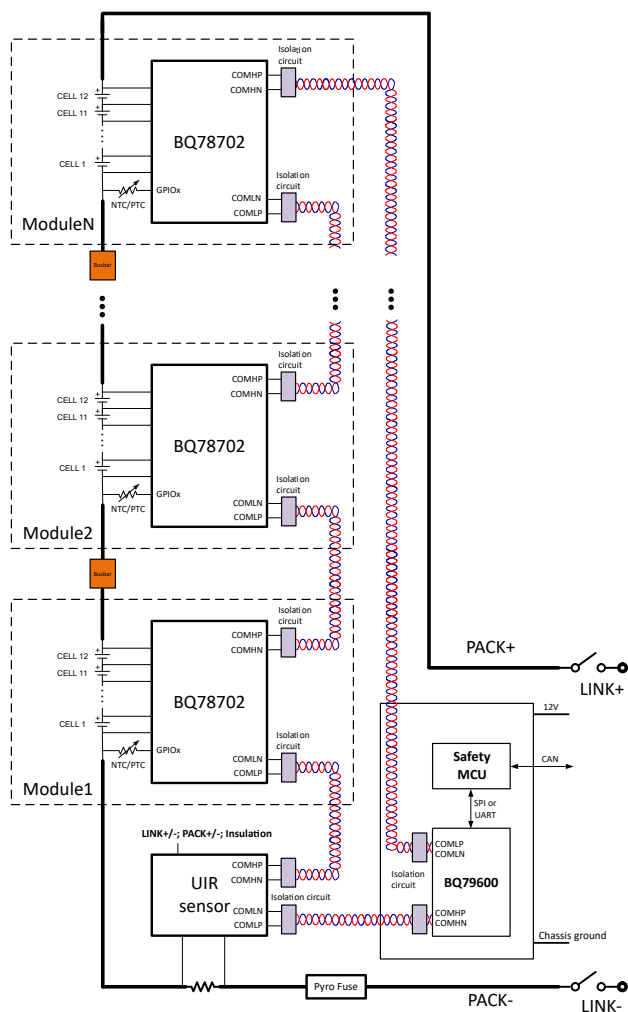 Isolation
circuit
COMHP
COMHN
CELL 12
CELL 11
BQ78702
CELL 1
Isolation
circuit
GPIOx
COMLN
COMLP
NTC/PTC
ModuleN
Busbar
Isolation
circuit
COMHP
COMHN
CELL 12
CELL 11
BQ78702
CELL 1
Isolation
circuit
GPIOx
COMLN
COMLP
NTC/PTC
Module2
Busbar
Isolation
circuit
COMHP
COMHN
CELL 12
CELL 11
BQ78702
CELL 1
Isolation
circuit
GPIOx
COMLN
COMLP
NTC/PTC
Module1
PACK+
LINK+
12V
Safety
MCU
CAN
SPI or
UART
LINK+/-; PACK+/-; Insulation
COMHP
COMHN
UIR
sensor
Isolation circuit
COMLN
COMLP
COMLP
COMLN
Isolation
circuit
BQ79600
COMHP
COMHN
Chassis ground
Pyro Fuse
PACK-
LINK-